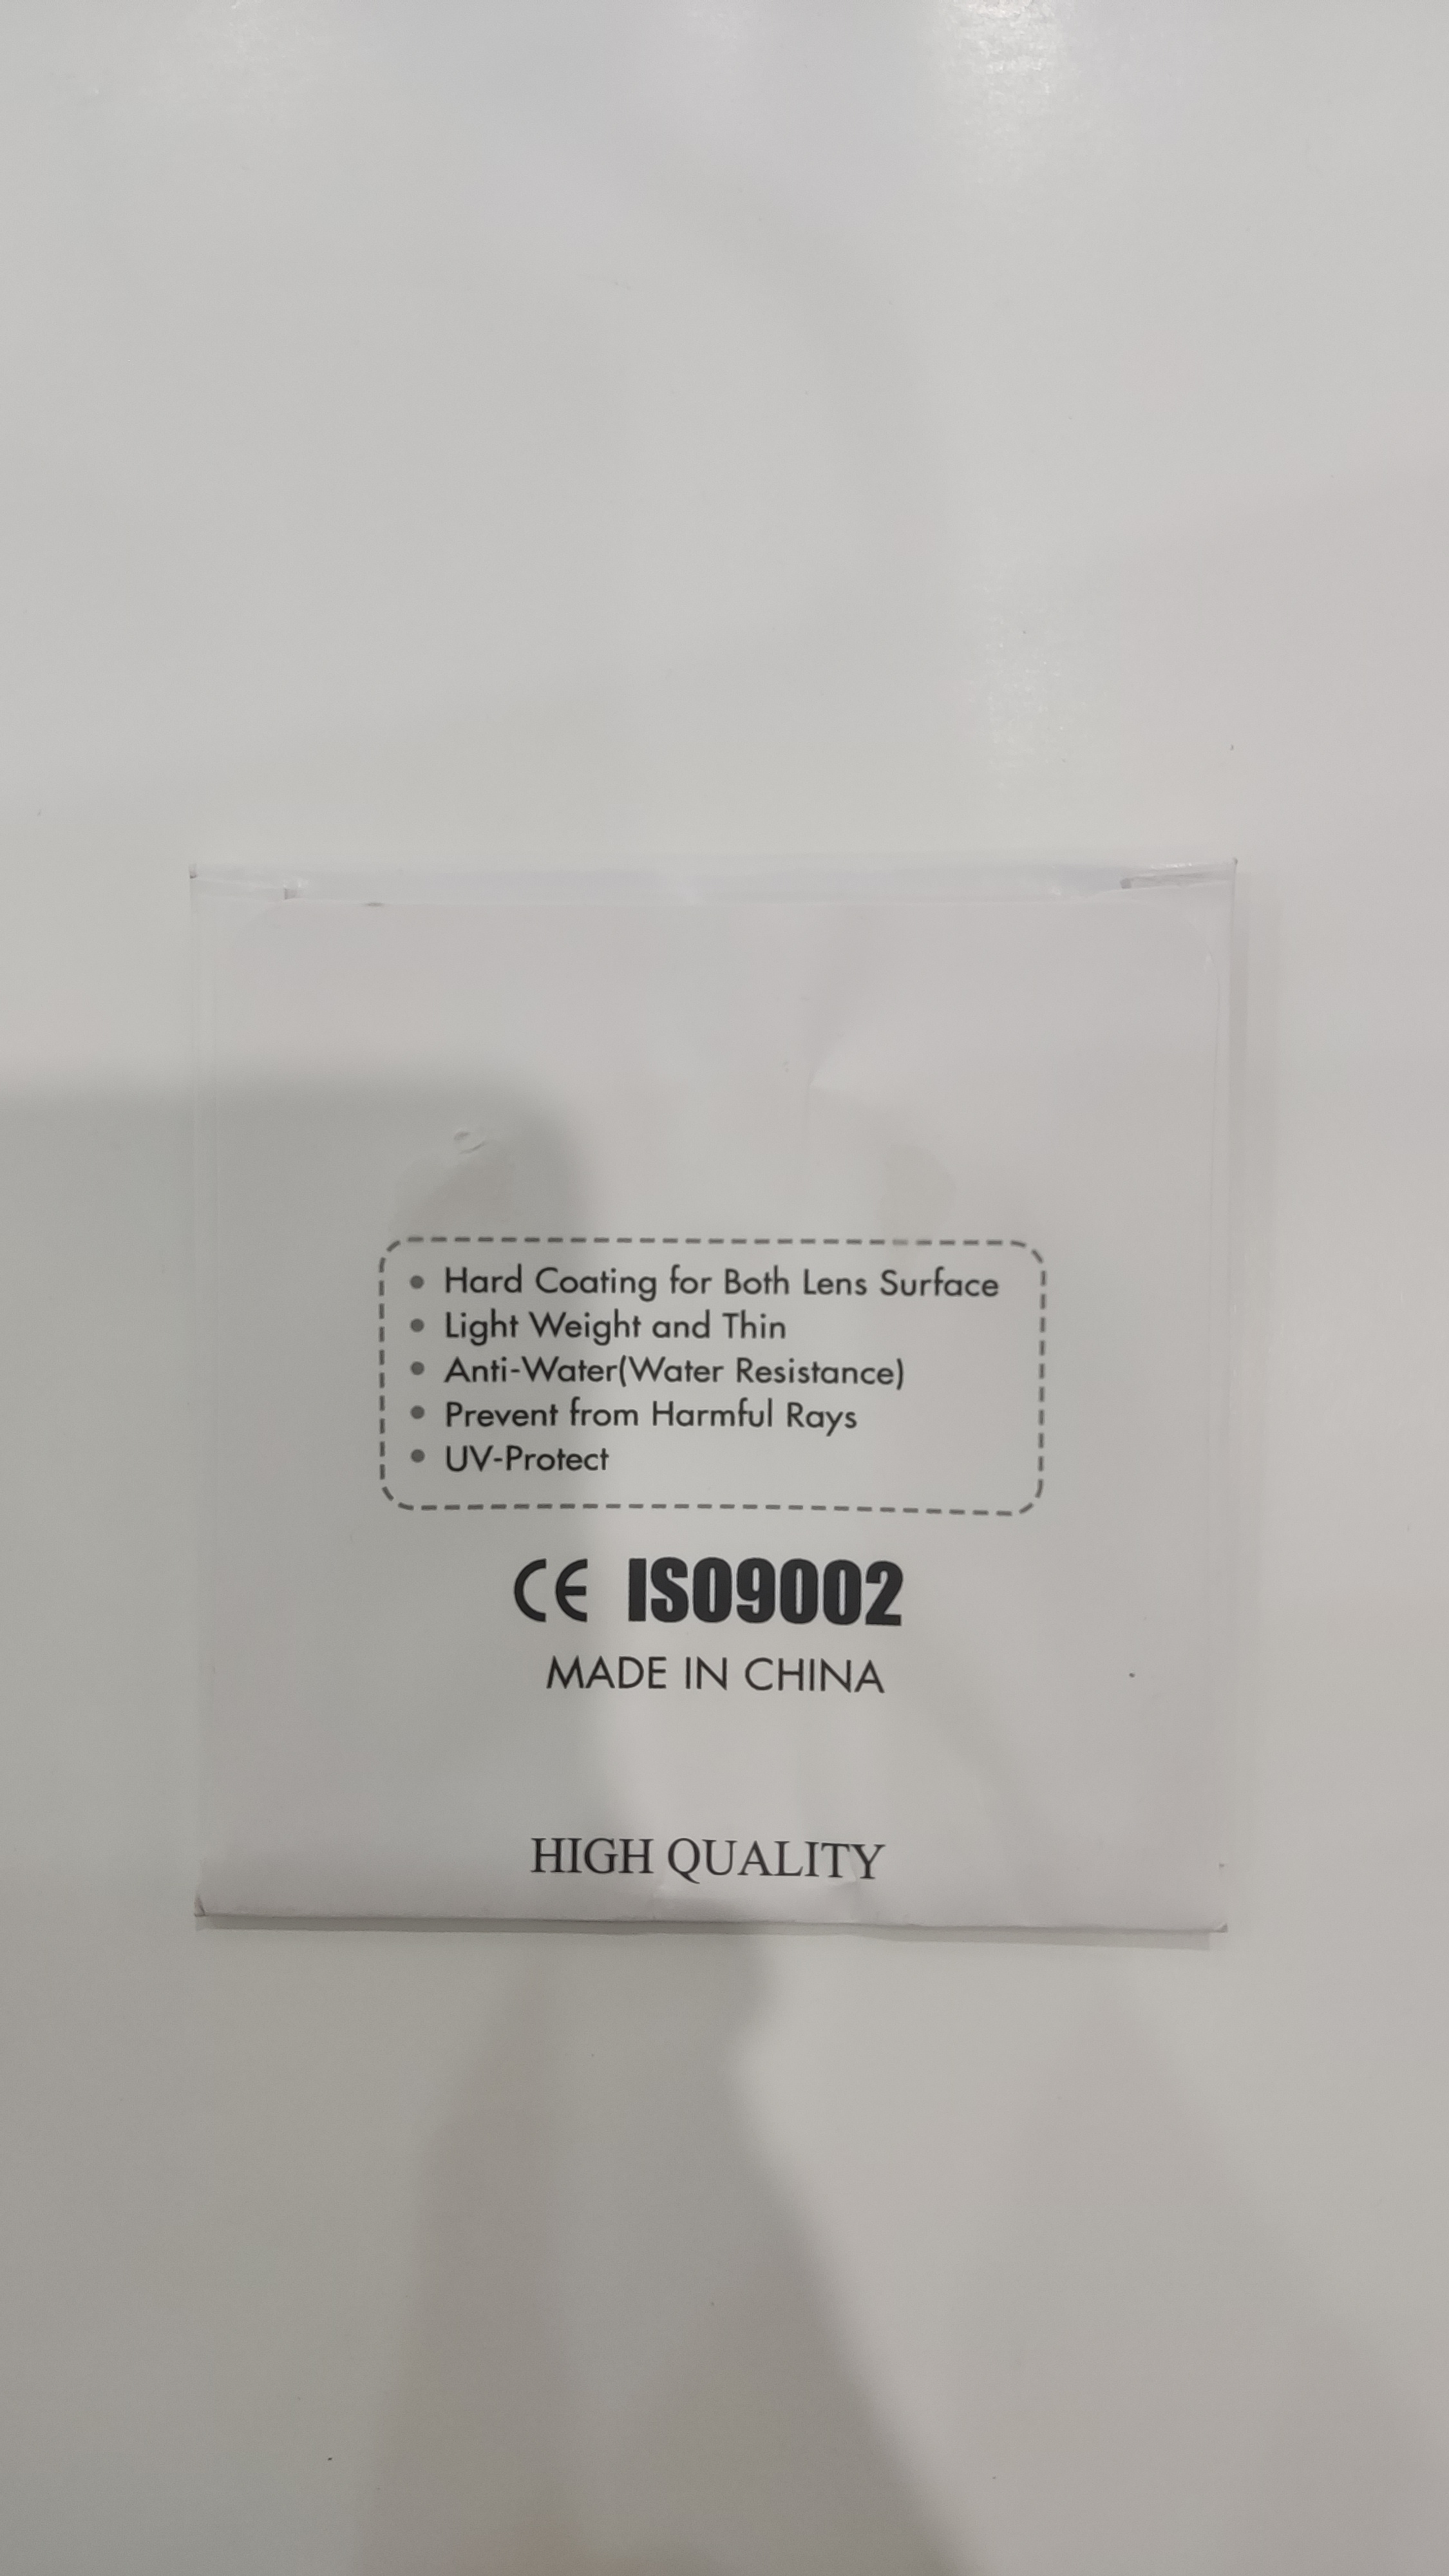 • Hard Coating for Both Lens Surface
• Light Weight and Thin
• Anti-Water(Water Resistance)
• Prevent from Harmful Rays
• UV-Protect
CE ISO9002
MADE IN CHINA
HIGH QUALITY